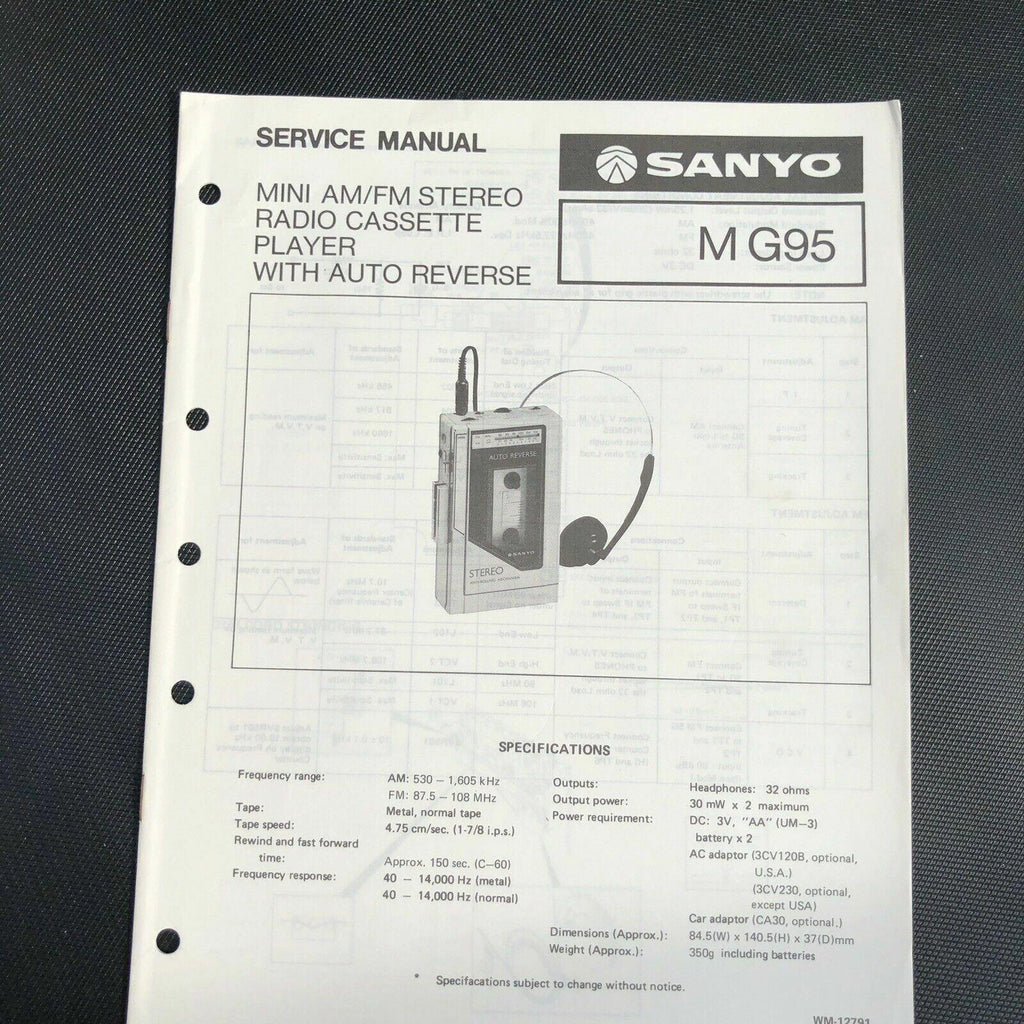 SERVICE MANUAL
MINI AM/FM STEREO
RADIO CASSETTE
PLAYER
WITH AUTO REVERSE
SANYO
M G95
AUTO REVERSE
SANYO
STEREO
SPECIFICATIONS
Frequency range: AM: 530 – 1,605 kHz
FM: 87.5 – 108 MHz
Tape: Metal, normal tape
Tape speed: 4.75 cm/sec. (1-7/8 i.p.s.)
Rewind and fast forward
time: Approx. 150 sec. (C–60)
Frequency response: 40 – 14,000 Hz (metal)
40 – 14,000 Hz (normal)
Outputs: Headphones: 32 ohms
Output power: 30 mW x 2 maximum
Power requirement: DC: 3V, "AA" (UM–3)
battery x 2
AC adaptor (3CV120B, optional,
U.S.A.)
(3CV230, optional,
except USA)
Car adaptor (CA30, optional.)
Dimensions (Approx.): 84.5(W) x 140.5(H) x 37(D)mm
Weight (Approx.): 350g including batteries
* Specifacations subject to change without notice.
WM-12791